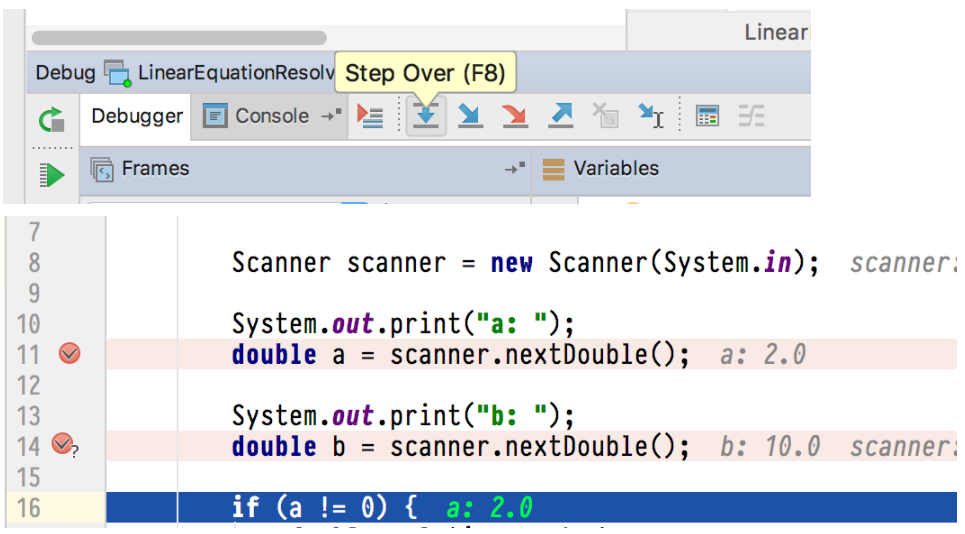 Linear
Debug LinearEquationResolv Step Over (F8)
Debugger Console
Frames Variables
7
8 Scanner scanner = new Scanner(System.in); scanner:
9
10 System.out.print("a: ");
11 double a = scanner.nextDouble(); a: 2.0
12
13 System.out.print("b: ");
14 ? double b = scanner.nextDouble(); b: 10.0 scanner:
15
16 if (a != 0) { a: 2.0